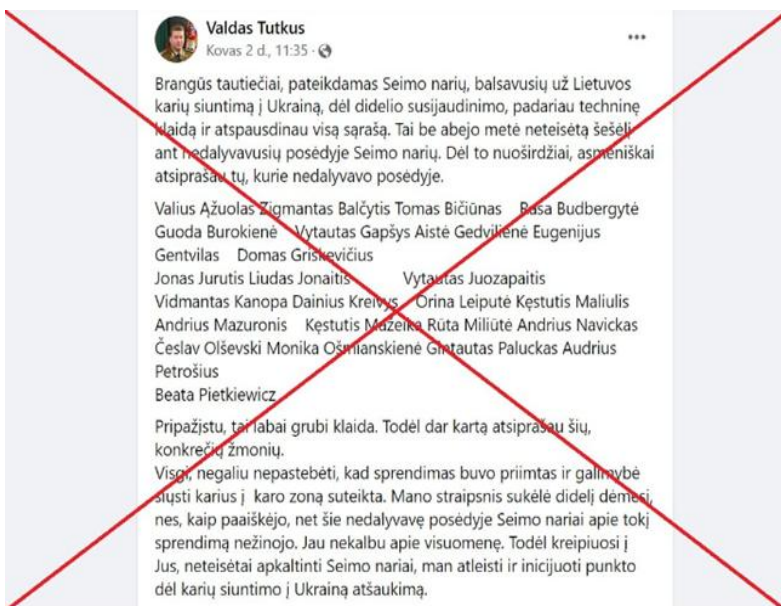 Valdas Tutkus
Kovas 2 d., 11:35 ·
Brangūs tautiečiai, pateikdamas Seimo narių, balsavusių už Lietuvos
karių siuntimą į Ukrainą, dėl didelio susijaudinimo, padariau techninę
klaidą ir atspausdinau visą sąrašą. Tai be abejo metė neteisėtą šešėlį
ant nedalyvavusių posėdyje Seimo narių. Dėl to nuoširdžiai, asmeniškai
atsiprašau tų, kurie nedalyvavo posėdyje.
Valius Ąžuolas Zigmantas Balčytis Tomas Bičiūnas Rasa Budbergytė
Guoda Burokienė Vytautas Gapšys Aistė Gedvilienė Eugenijus
Gentvilas Domas Griškevičius
Jonas Jurutis Liudas Jonaitis Vytautas Juozapaitis
Vidmantas Kanopa Dainius Kreivys Orina Leiputė Kęstutis Maliulis
Andrius Mazuronis Kęstutis Mažeika Rūta Miliūtė Andrius Navickas
Česlav Olševski Monika Ošmianskienė Gintautas Paluckas Audrius
Petrošius
Beata Pietkiewicz
Pripažįstu, tai labai grubi klaida. Todėl dar kartą atsiprašau šių,
konkrečių žmonių.
Visgi, negaliu nepastebėti, kad sprendimas buvo priimtas ir galimybė
siųsti karius į karo zoną suteikta. Mano straipsnis sukėlė didelį dėmesį,
nes, kaip paaiškėjo, net šie nedalyvavę posėdyje Seimo nariai apie tokį
sprendimą nežinojo. Jau nekalbu apie visuomenę. Todėl kreipiuosi į
Jus, neteisėtai apkaltinti Seimo nariai, man atleisti ir inicijuoti punkto
dėl karių siuntimo į Ukrainą atšaukimą.